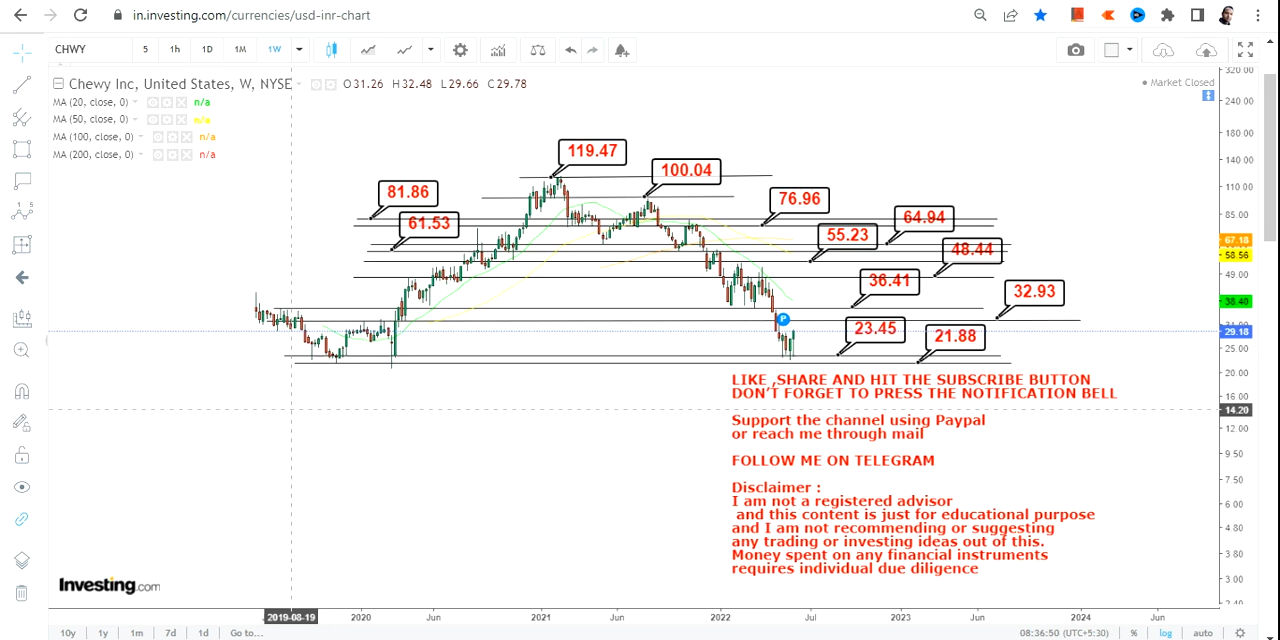 in.investing.com/currencies/usd-inr-chart
CHWY 5 1h 1D 1M 1W
Chewy Inc, United States, W, NYSE O31.26 H32.48 L29.66 C29.78
Market Closed
MA (20, close, 0) n/a
MA (50, close, 0) n/a
MA (100, close, 0) n/a
MA (200, close, 0) n/a
119.47
100.04
81.86
76.96
61.53
64.94
55.23
48.44
36.41
32.93
23.45
21.88
320.00
240.00
180.00
140.00
110.00
85.00
67.18
58.56
49.00
38.40
29.18
25.00
20.00
16.00
14.20
12.00
9.50
7.50
6.00
4.80
3.80
3.00
LIKE ,SHARE AND HIT THE SUBSCRIBE BUTTON
DON'T FORGET TO PRESS THE NOTIFICATION BELL
Support the channel using Paypal
or reach me through mail
FOLLOW ME ON TELEGRAM
Disclaimer :
I am not a registered advisor
and this content is just for educational purpose
and I am not recommending or suggesting
any trading or investing ideas out of this.
Money spent on any financial instruments
requires individual due diligence
Investing.com
2019-08-19 2020 Jun 2021 Jun 2022 Jul 2023 Jun 2024 Jun
10y 1y 1m 7d 1d Go to... 08:36:50 (UTC+5:30) % log auto